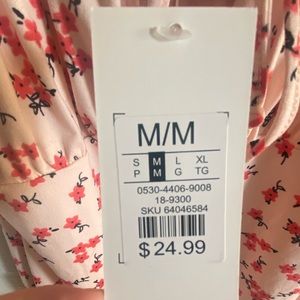 M/M
S M L XL
P M G TG
0530-4406-9008
18-9300
SKU 64046584
$24.99